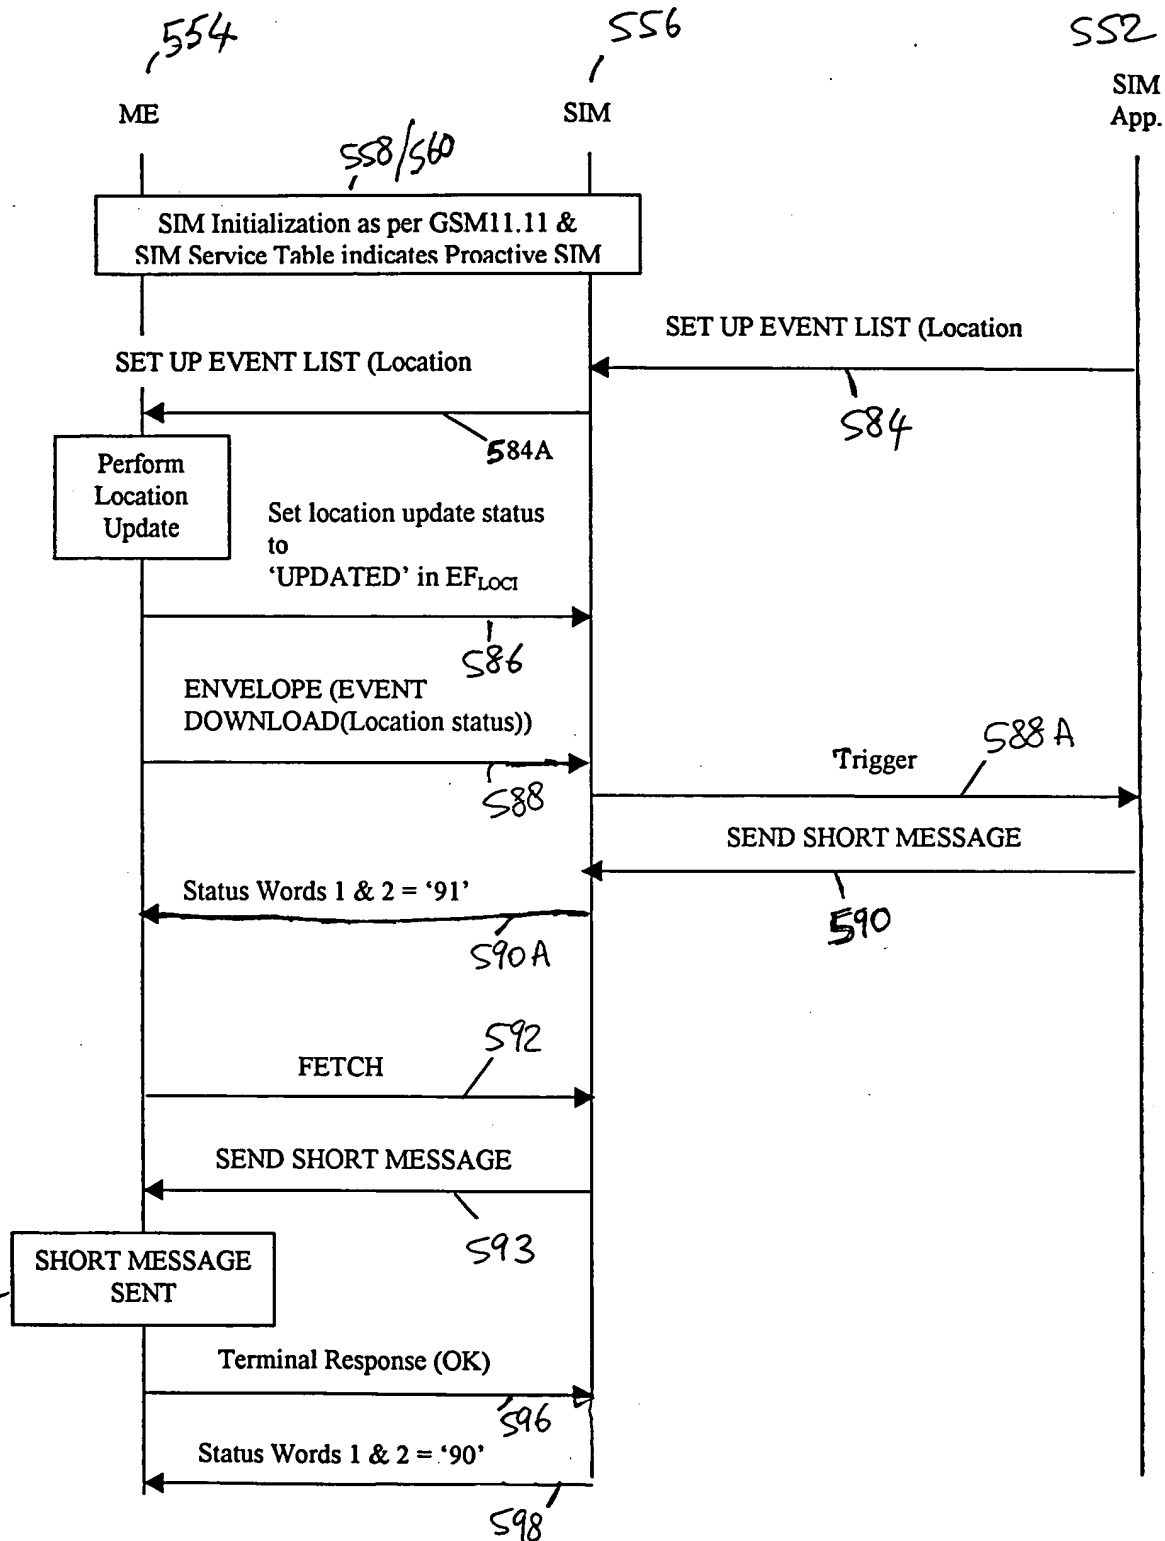 554
556
552
ME
SIM
SIM
App.
558/560
SIM Initialization as per GSM11.11 &
SIM Service Table indicates Proactive SIM
SET UP EVENT LIST (Location
SET UP EVENT LIST (Location
584
584A
Perform
Location
Update
Set location update status
to
‘UPDATED’ in EFLOCI
586
ENVELOPE (EVENT
DOWNLOAD(Location status))
588
588A
Trigger
SEND SHORT MESSAGE
590
Status Words 1 & 2 = ‘91’
590A
592
FETCH
SEND SHORT MESSAGE
593
SHORT MESSAGE
SENT
Terminal Response (OK)
596
Status Words 1 & 2 = ‘90’
598